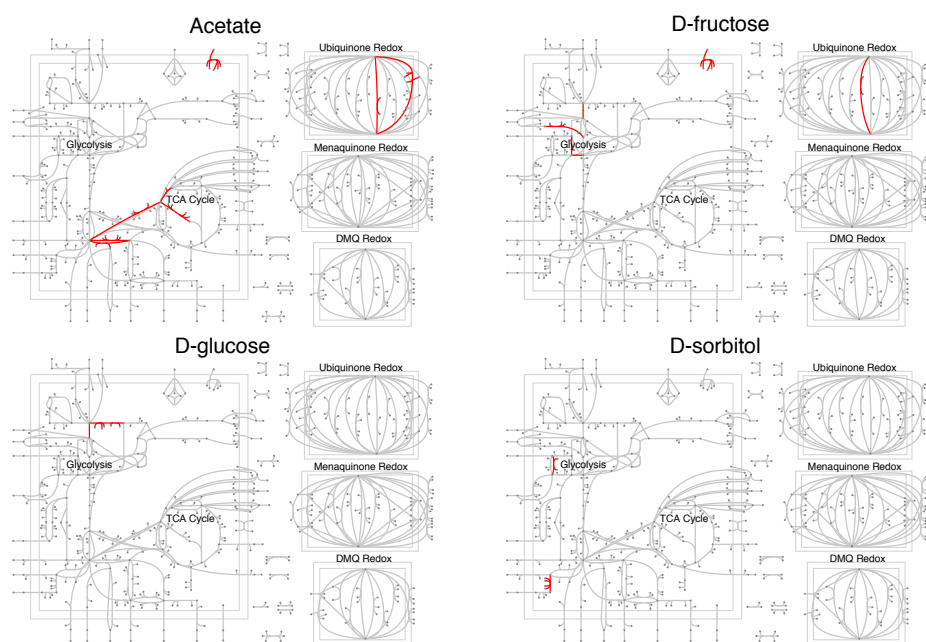 Acetate
Ubiquinone Redox
Glycolysis
Menaquinone Redox
TCA Cycle
DMQ Redox
D-fructose
Ubiquinone Redox
Glycolysis
Menaquinone Redox
TCA Cycle
DMQ Redox
D-glucose
Ubiquinone Redox
Glycolysis
Menaquinone Redox
TCA Cycle
DMQ Redox
D-sorbitol
Ubiquinone Redox
Glycolysis
Menaquinone Redox
TCA Cycle
DMQ Redox